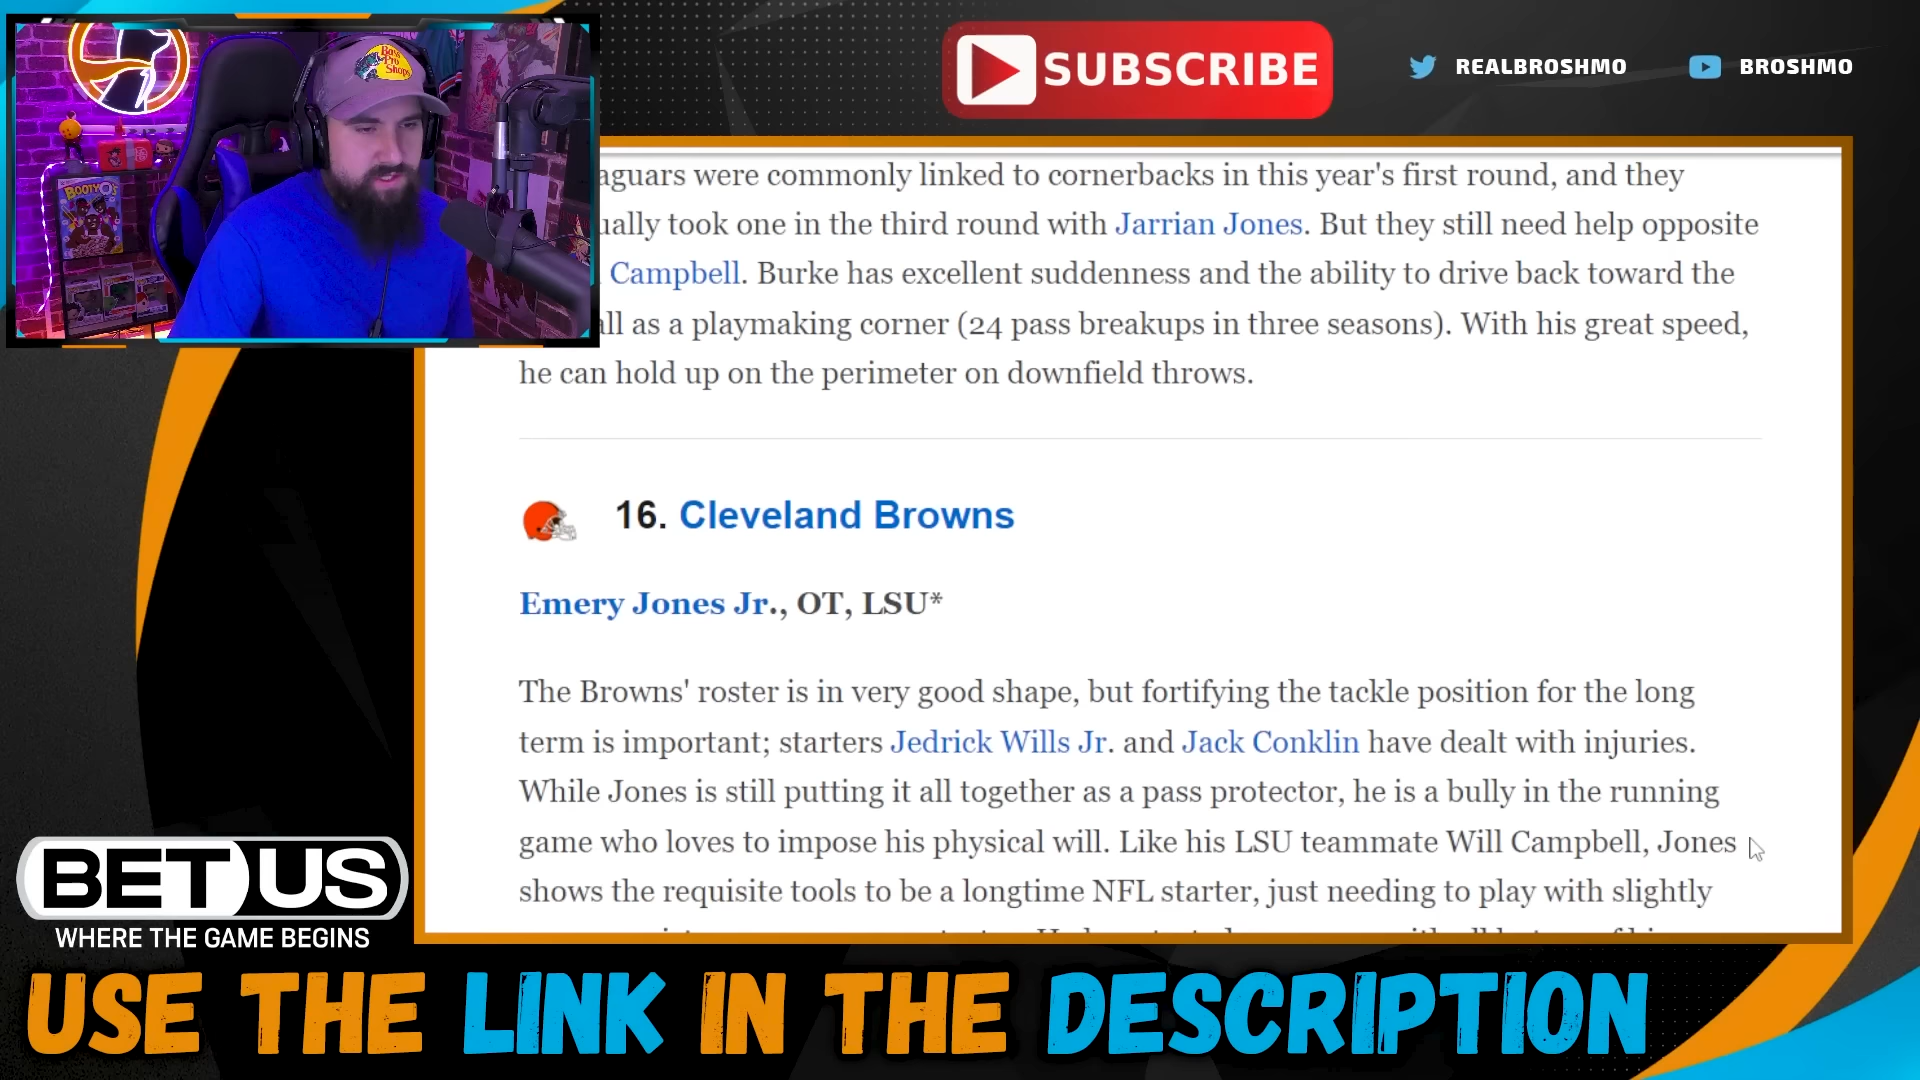 Bass
Pro
Shops
BOOTY O'S
SUBSCRIBE
REALBROSHMO
BROSHMO
aguars were commonly linked to cornerbacks in this year's first round, and they
ually took one in the third round with Jarrian Jones. But they still need help opposite
Campbell. Burke has excellent suddenness and the ability to drive back toward the
all as a playmaking corner (24 pass breakups in three seasons). With his great speed,
he can hold up on the perimeter on downfield throws.
16. Cleveland Browns
Emery Jones Jr., OT, LSU*
The Browns' roster is in very good shape, but fortifying the tackle position for the long
term is important; starters Jedrick Wills Jr. and Jack Conklin have dealt with injuries.
While Jones is still putting it all together as a pass protector, he is a bully in the running
game who loves to impose his physical will. Like his LSU teammate Will Campbell, Jones
shows the requisite tools to be a longtime NFL starter, just needing to play with slightly
BET US
WHERE THE GAME BEGINS
USE THE LINK IN THE DESCRIPTION